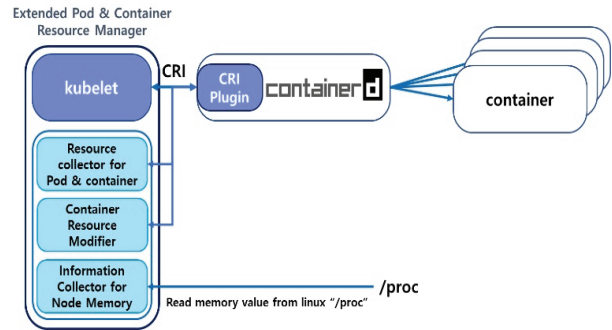 Extended Pod & Container
Resource Manager
kubelet
CRI
CRI
Plugin
containerd
container
Resource
collector for
Pod & container
Container
Resource
Modifier
Information
Collector for
Node Memory
/proc
Read memory value from linux "/proc"